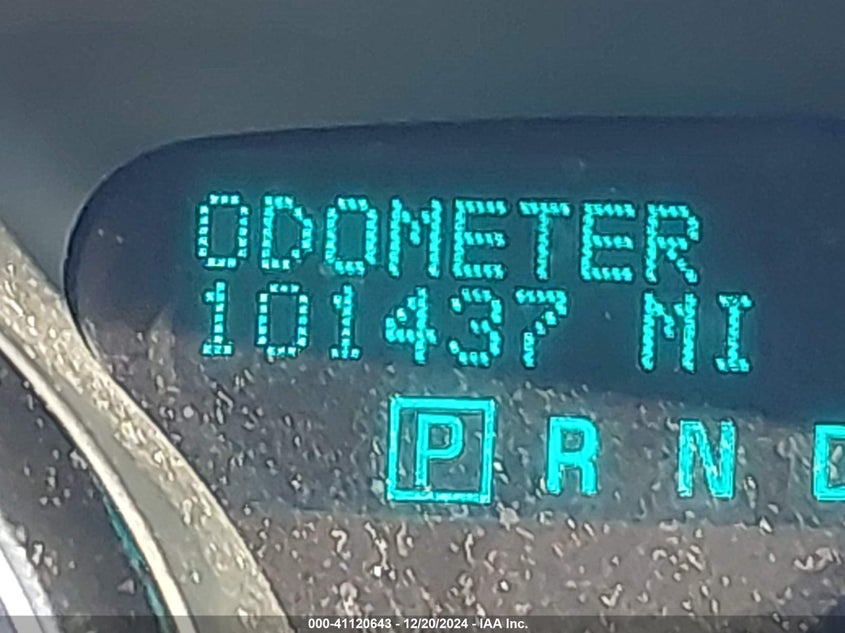 ODOMETER
101437 MI
P R N D
000-41120643 - 12/20/2024 - IAA Inc.